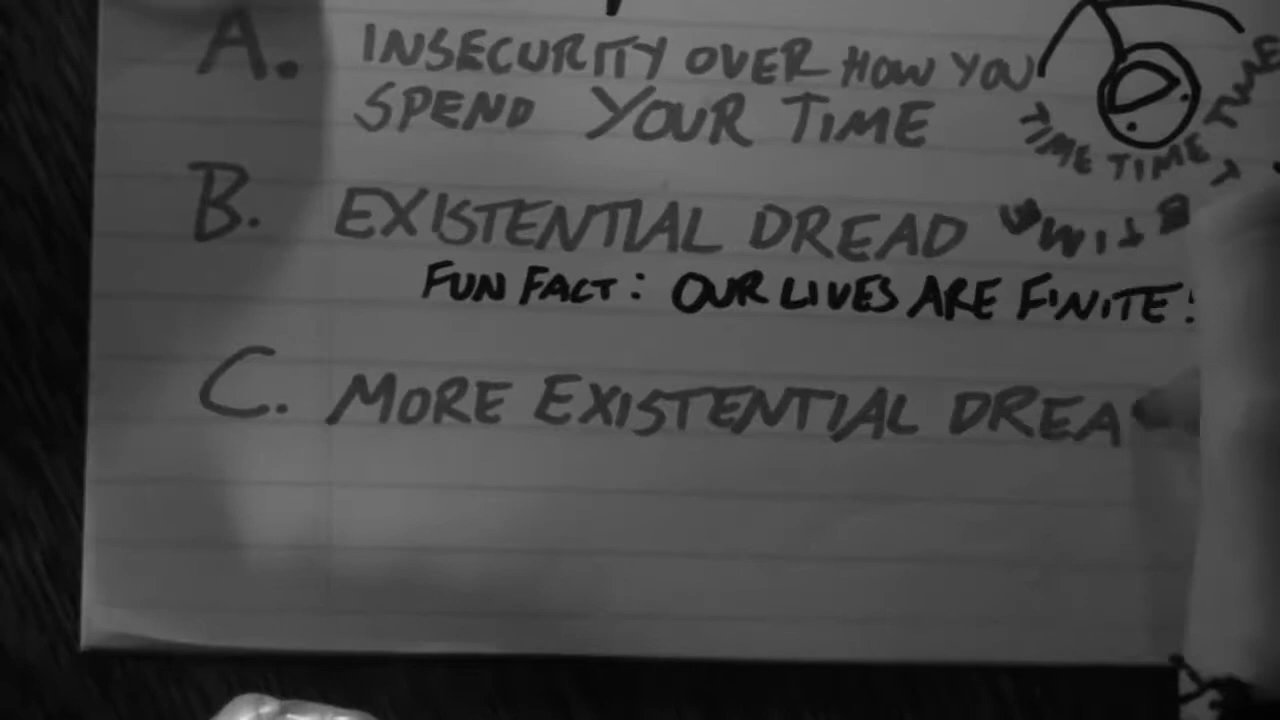 A. INSECURITY OVER HOW YOU
SPEND YOUR TIME
TIME TIME TIME
TIME
B. EXISTENTIAL DREAD
FUN FACT: OUR LIVES ARE FINITE!
C. MORE EXISTENTIAL DREA